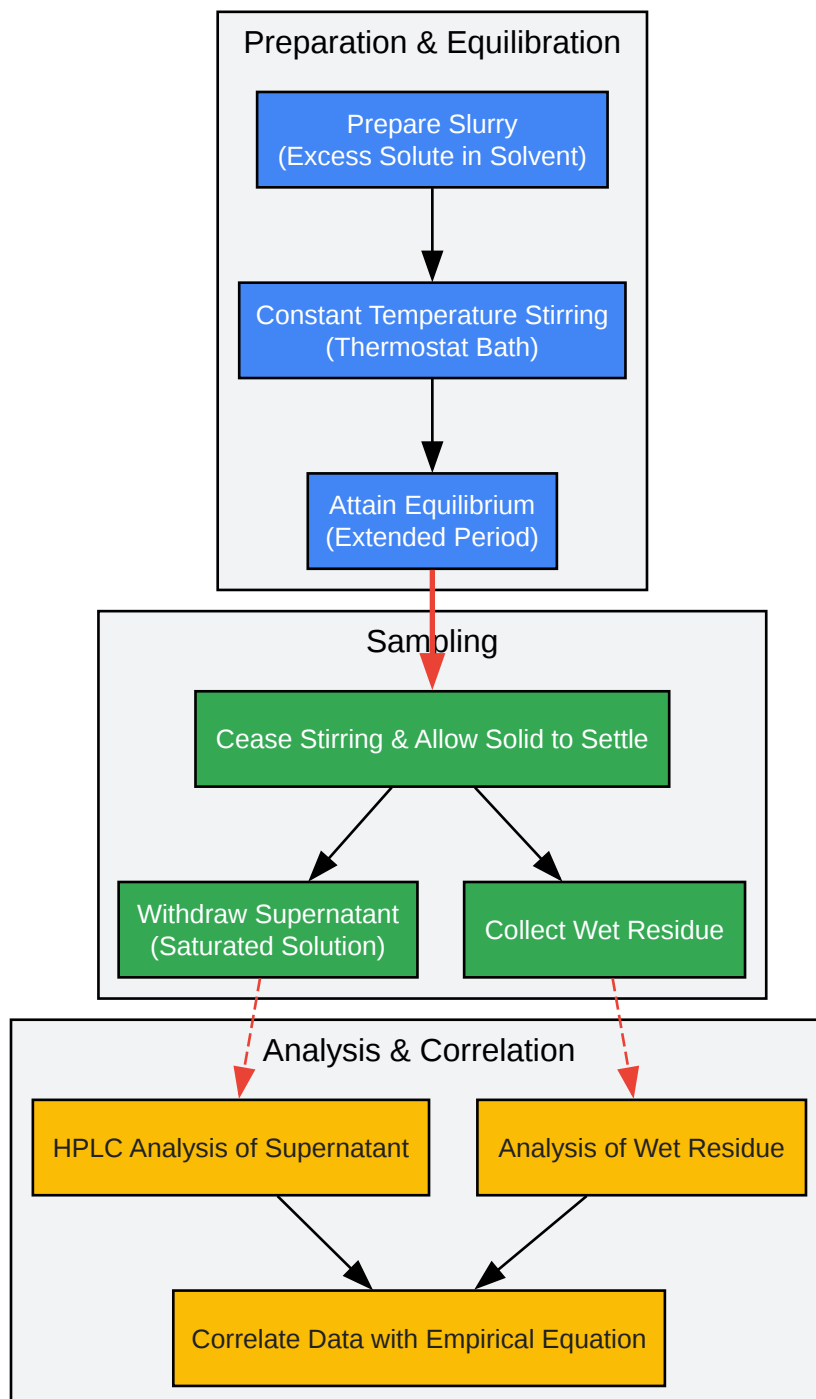 Preparation & Equilibration
Prepare Slurry
(Excess Solute in Solvent)
Constant Temperature Stirring
(Thermostat Bath)
Attain Equilibrium
(Extended Period)
Sampling
Cease Stirring & Allow Solid to Settle
Withdraw Supernatant
(Saturated Solution)
Collect Wet Residue
Analysis & Correlation
HPLC Analysis of Supernatant
Analysis of Wet Residue
Correlate Data with Empirical Equation